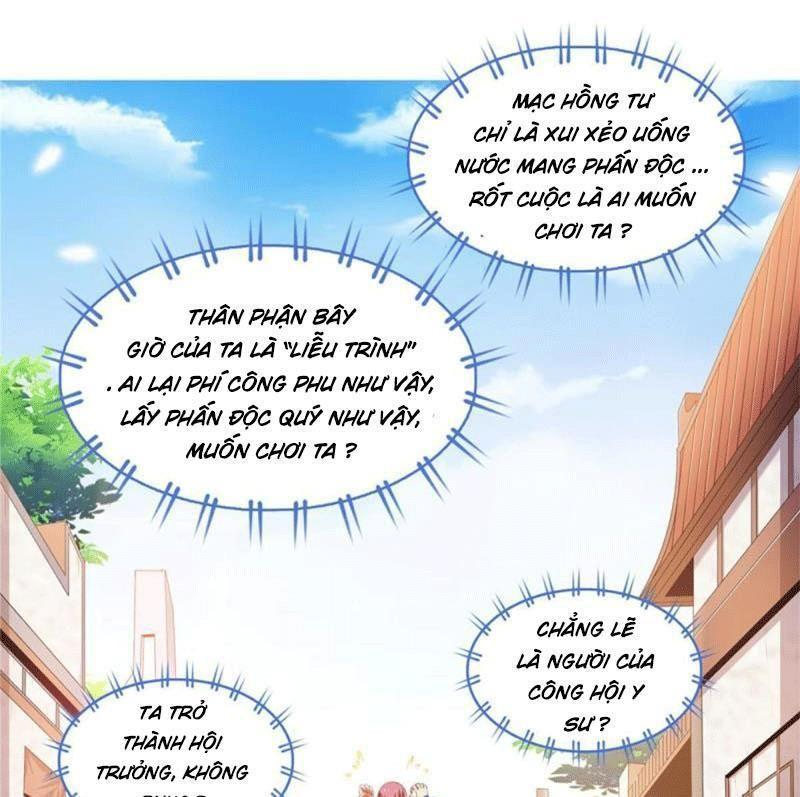 MẠC HỒNG TƯ
CHỈ LÀ XUI XẺO UỐNG
NƯỚC MANG PHẤN ĐỘC ...
RỐT CUỘC LÀ AI MUỐN
CHƠI TA ?
THÂN PHẬN BÂY
GIỜ CỦA TA LÀ "LIỄU TRÌNH"
. AI LẠI PHÍ CÔNG PHU NHƯ VẬY,
LẤY PHẤN ĐỘC QUÝ NHƯ VẬY,
MUỐN CHƠI TA ?
CHẲNG LẼ
LÀ NGƯỜI CỦA
CÔNG HỘI Y
SƯ ?
TA TRỞ
THÀNH HỘI
TRƯỞNG, KHÔNG